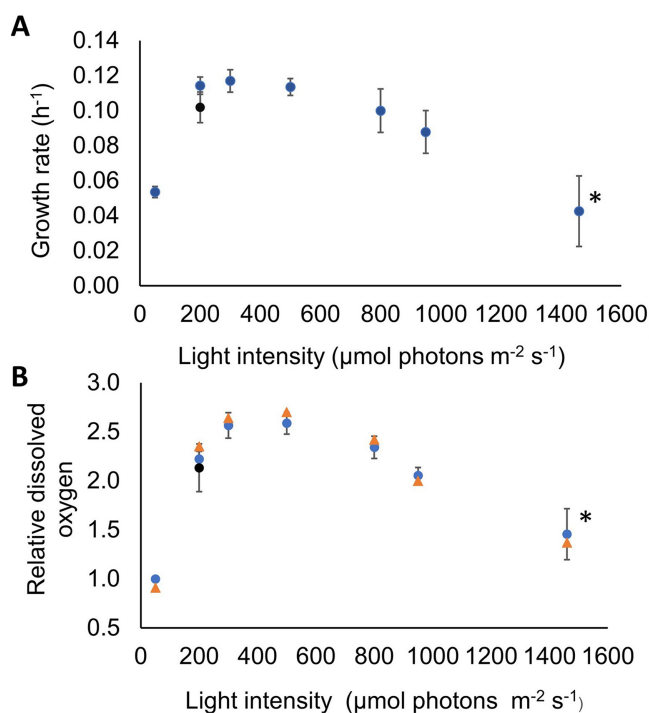 A
0.14
0.12
0.10
0.08
0.06
0.04
0.02
0.00
Growth rate (h⁻¹)
*
0 200 400 600 800 1000 1200 1400 1600
Light intensity (µmol photons m⁻² s⁻¹)
B
3.0
2.5
2.0
1.5
1.0
0.5
Relative dissolved
oxygen
*
0 200 400 600 800 1000 1200 1400 1600
Light intensity (µmol photons m⁻² s⁻¹)